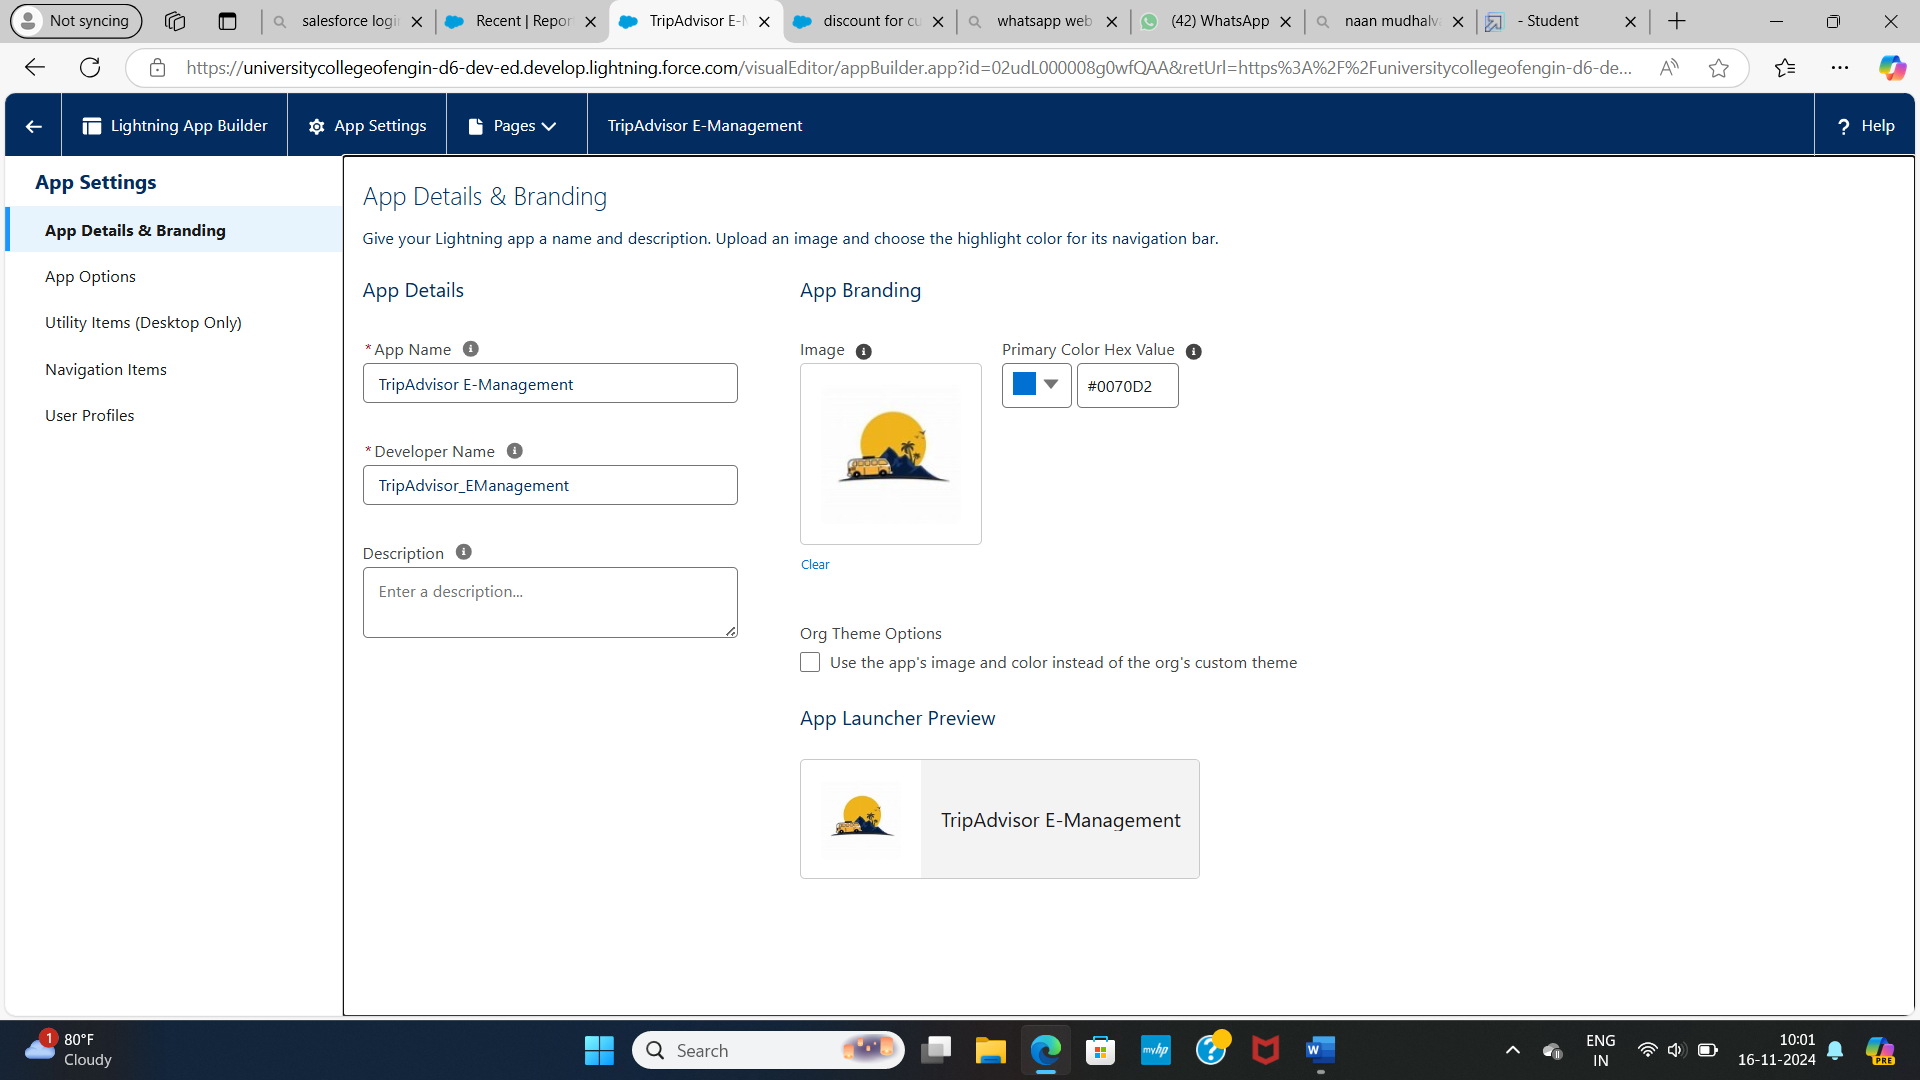 Not syncing
salesforce logi
Recent | Repor
TripAdvisor E-M
discount for cu
whatsapp web
(42) WhatsApp
naan mudhalv
- Student
https://universitycollegeofengin-d6-dev-ed.develop.lightning.force.com/visualEditor/appBuilder.app?id=02udL000008g0wfQAA&retUrl=https%3A%2F%2Funiversitycollegeofengin-d6-de...
Lightning App Builder
App Settings
Pages
TripAdvisor E-Management
? Help
App Settings
App Details & Branding
App Options
Utility Items (Desktop Only)
Navigation Items
User Profiles
App Details & Branding
Give your Lightning app a name and description. Upload an image and choose the highlight color for its navigation bar.
App Details
*App Name
TripAdvisor E-Management
*Developer Name
TripAdvisor_EManagement
Description
Enter a description...
App Branding
Image
Primary Color Hex Value
#0070D2
Clear
Org Theme Options
Use the app's image and color instead of the org's custom theme
App Launcher Preview
TripAdvisor E-Management
1
80°F
Cloudy
Search
myhp
W
ENG
IN
10:01
16-11-2024
PRE